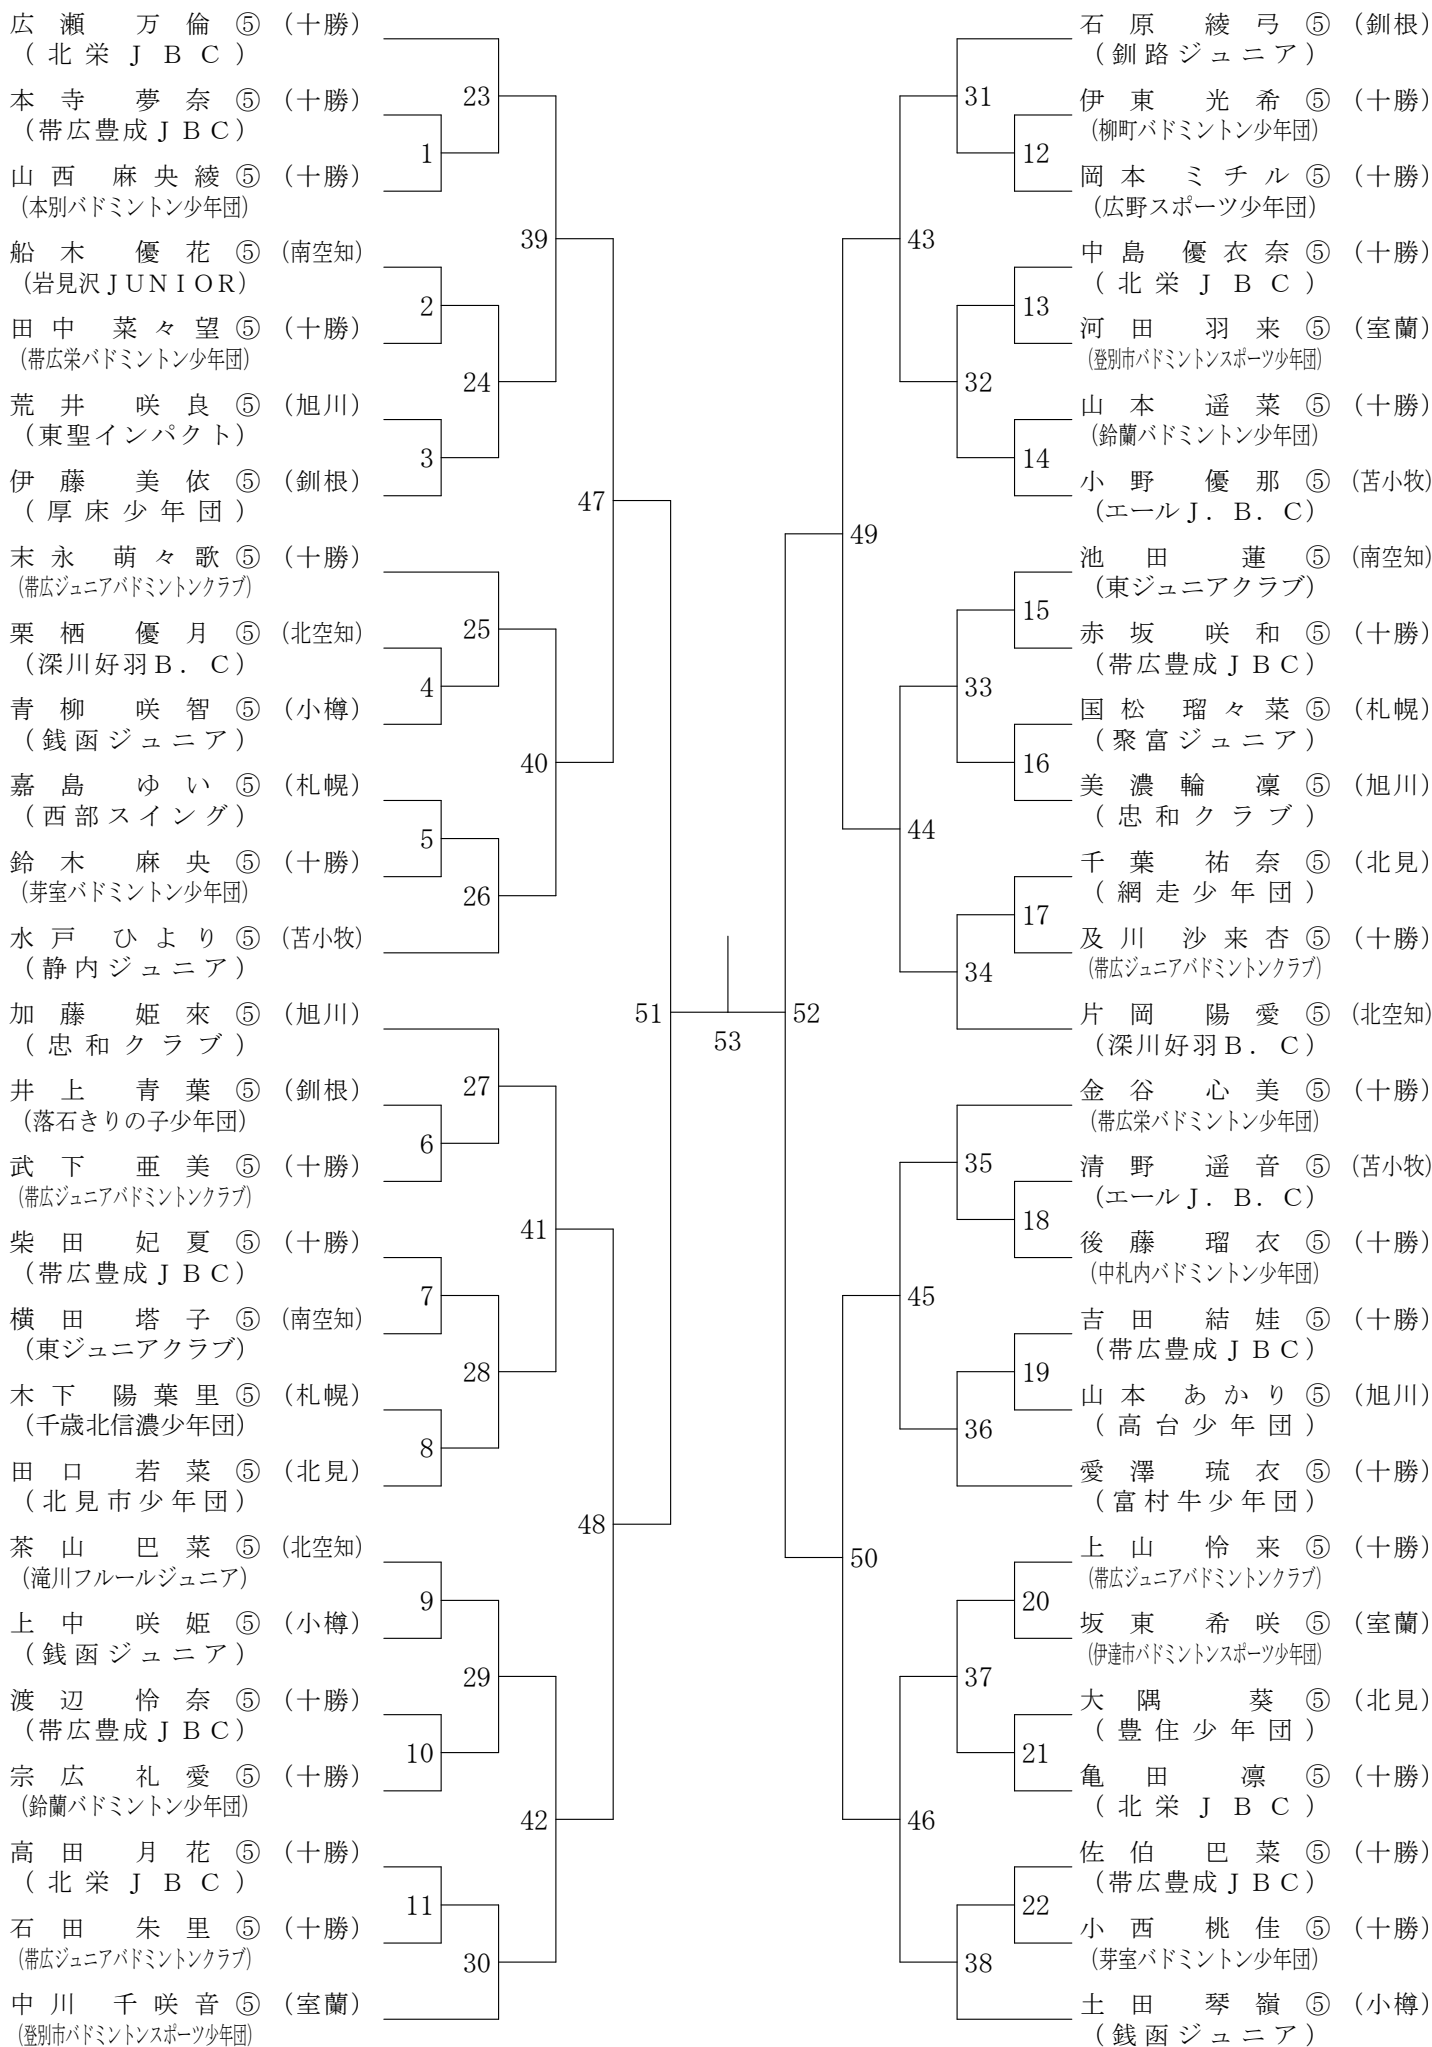 広瀬 万倫 ⑤ (十勝)
(北栄JBC)
23
本寺 夢奈 ⑤ (十勝)
(帯広豊成JBC)
1
山西 麻央綾 ⑤ (十勝)
(本別バドミントン少年団)
39
船木 優花 ⑤ (南空知)
(岩見沢JUNIOR)
2
田中 菜々望 ⑤ (十勝)
(帯広栄バドミントン少年団)
24
荒井 咲良 ⑤ (旭川)
(東聖インパクト)
3
伊藤 美依 ⑤ (釧根)
(厚床少年団)
47
末永 萌々歌 ⑤ (十勝)
(帯広ジュニアバドミントンクラブ)
25
栗栖 優月 ⑤ (北空知)
(深川好羽B.C)
4
青柳 咲智 ⑤ (小樽)
(銭函ジュニア)
40
嘉島 ゆい ⑤ (札幌)
(西部スイング)
5
鈴木 麻央 ⑤ (十勝)
(芽室バドミントン少年団)
26
水戸 ひより ⑤ (苫小牧)
(静内ジュニア)
51
加藤 姫來 ⑤ (旭川)
(忠和クラブ)
27
井上 青葉 ⑤ (釧根)
(落石きりの子少年団)
6
武下 亜美 ⑤ (十勝)
(帯広ジュニアバドミントンクラブ)
41
柴田 妃夏 ⑤ (十勝)
(帯広豊成JBC)
7
横田 塔子 ⑤ (南空知)
(東ジュニアクラブ)
28
木下 陽葉里 ⑤ (札幌)
(千歳北信濃少年団)
8
田口 若菜 ⑤ (北見)
(北見市少年団)
48
茶山 巴菜 ⑤ (北空知)
(滝川フルールジュニア)
9
上中 咲姫 ⑤ (小樽)
(銭函ジュニア)
29
渡辺 怜奈 ⑤ (十勝)
(帯広豊成JBC)
10
宗広 礼愛 ⑤ (十勝)
(鈴蘭バドミントン少年団)
42
高田 月花 ⑤ (十勝)
(北栄JBC)
11
石田 朱里 ⑤ (十勝)
(帯広ジュニアバドミントンクラブ)
30
中川 千咲音 ⑤ (室蘭)
(登別市バドミントンスポーツ少年団)
53
石原 綾弓 ⑤ (釧根)
(釧路ジュニア)
31
伊東 光希 ⑤ (十勝)
(柳町バドミントン少年団)
12
岡本 ミチル ⑤ (十勝)
(広野スポーツ少年団)
43
中島 優衣奈 ⑤ (十勝)
(北栄JBC)
13
河田 羽来 ⑤ (室蘭)
(登別市バドミントンスポーツ少年団)
32
山本 遥菜 ⑤ (十勝)
(鈴蘭バドミントン少年団)
14
小野 優那 ⑤ (苫小牧)
(エールJ.B.C)
49
池田 蓮 ⑤ (南空知)
(東ジュニアクラブ)
15
赤坂 咲和 ⑤ (十勝)
(帯広豊成JBC)
33
国松 瑠々菜 ⑤ (札幌)
(聚富ジュニア)
16
美濃輪 凜 ⑤ (旭川)
(忠和クラブ)
44
千葉 祐奈 ⑤ (北見)
(網走少年団)
17
及川 沙来杏 ⑤ (十勝)
(帯広ジュニアバドミントンクラブ)
34
片岡 陽愛 ⑤ (北空知)
(深川好羽B.C)
52
金谷 心美 ⑤ (十勝)
(帯広栄バドミントン少年団)
35
清野 遥音 ⑤ (苫小牧)
(エールJ.B.C)
18
後藤 瑠衣 ⑤ (十勝)
(中札内バドミントン少年団)
45
吉田 結娃 ⑤ (十勝)
(帯広豊成JBC)
19
山本 あかり ⑤ (旭川)
(高台少年団)
36
愛澤 琉衣 ⑤ (十勝)
(富村牛少年団)
50
上山 怜来 ⑤ (十勝)
(帯広ジュニアバドミントンクラブ)
20
坂東 希咲 ⑤ (室蘭)
(伊達市バドミントンスポーツ少年団)
37
大隅 葵 ⑤ (北見)
(豊住少年団)
21
亀田 凛 ⑤ (十勝)
(北栄JBC)
46
佐伯 巴菜 ⑤ (十勝)
(帯広豊成JBC)
22
小西 桃佳 ⑤ (十勝)
(芽室バドミントン少年団)
38
土田 琴嶺 ⑤ (小樽)
(銭函ジュニア)